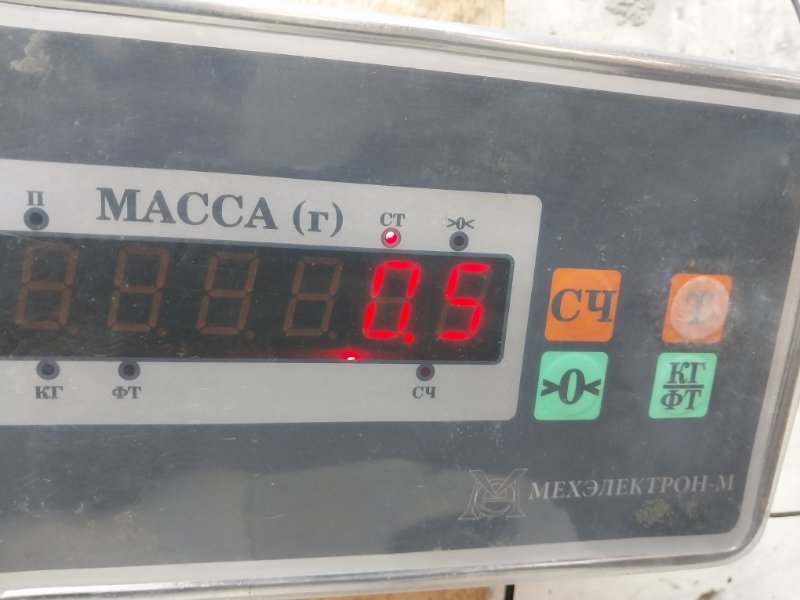 П
МАССА (г)
СТ
>0<
0.5
СЧ
Т
КГ
ФТ
СЧ
>0<
КГ
ФТ
МЕХЭЛЕКТРОН-М